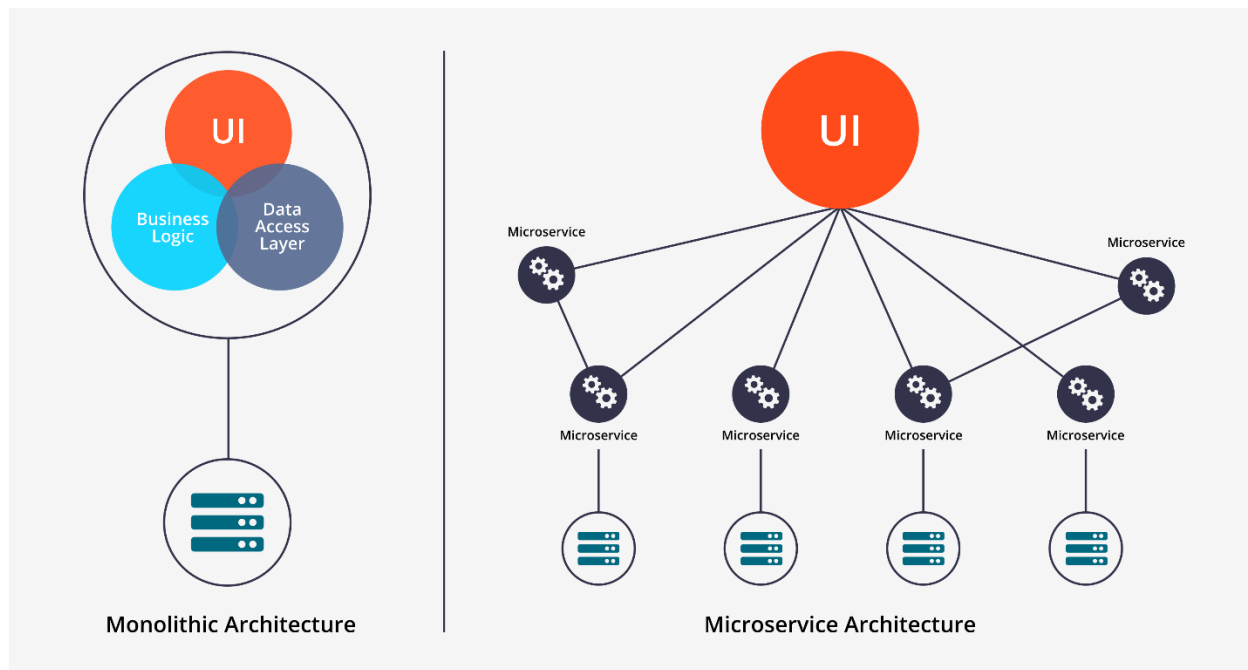 UI
Business
Logic
Data
Access
Layer
Monolithic Architecture
UI
Microservice
Microservice
Microservice
Microservice
Microservice
Microservice
Microservice Architecture